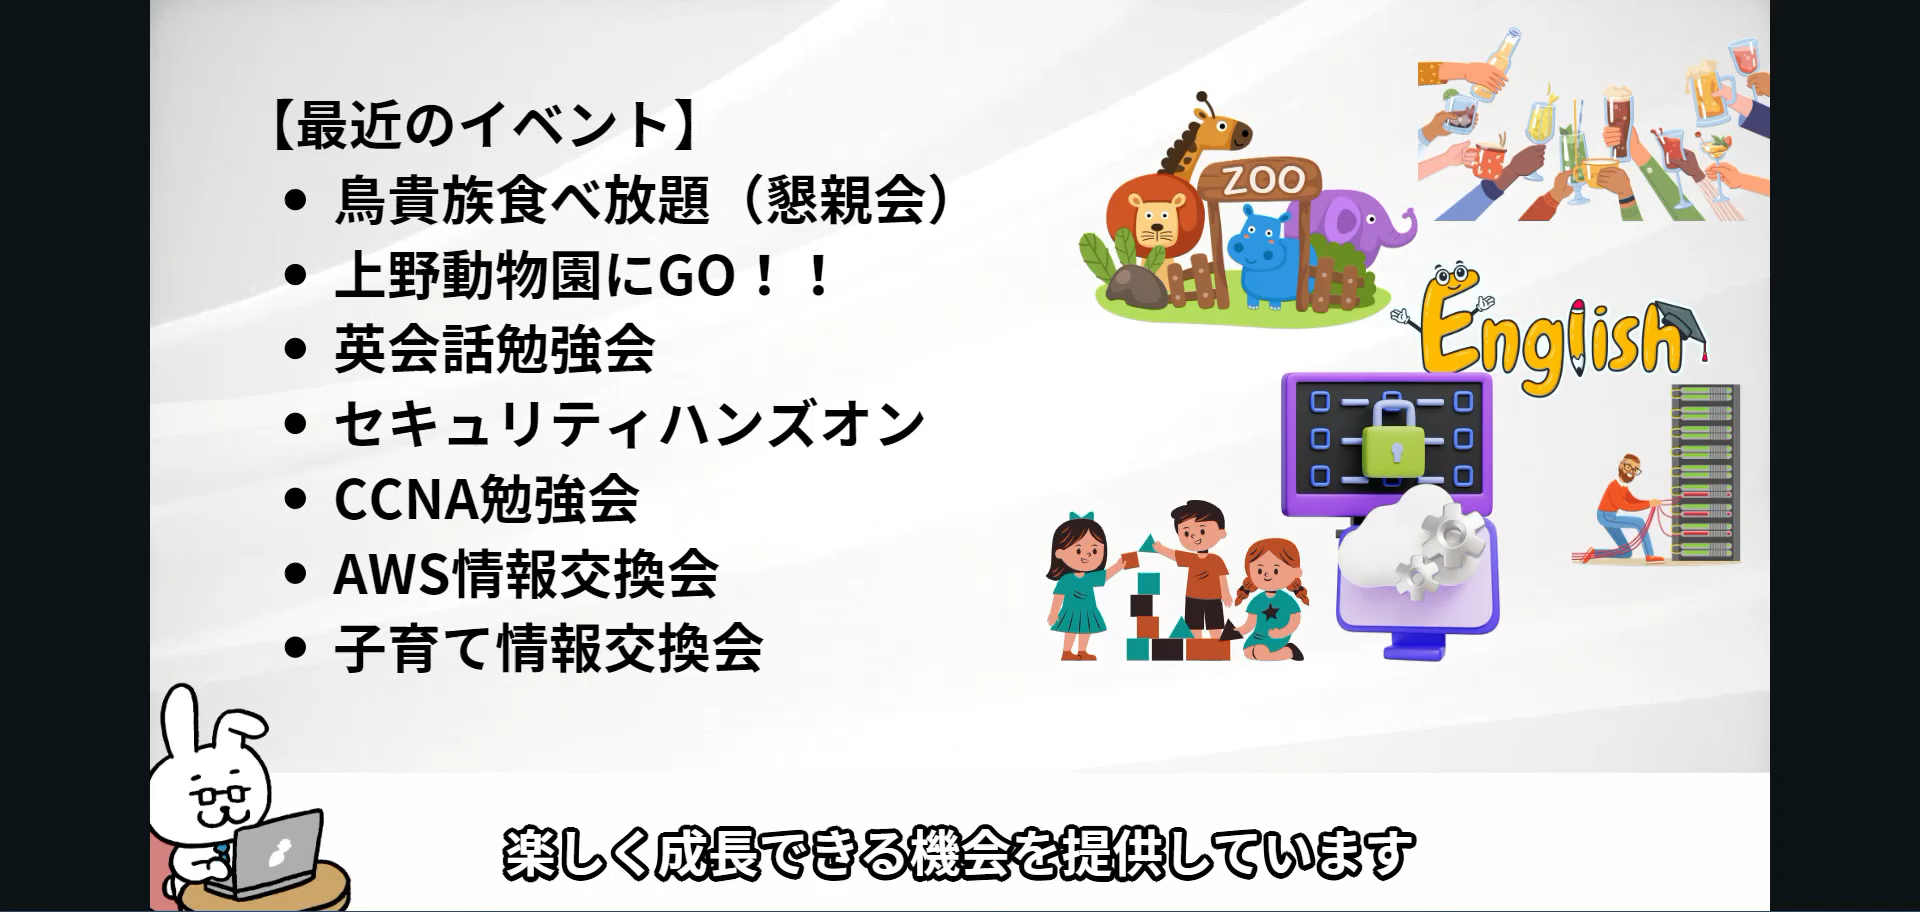 【最近のイベント】
• 鳥貴族食べ放題（懇親会）
• 上野動物園にGO！！
• 英会話勉強会
• セキュリティハンズオン
• CCNA勉強会
• AWS情報交換会
• 子育て情報交換会
ZOO
English
楽しく成長できる機会を提供しています